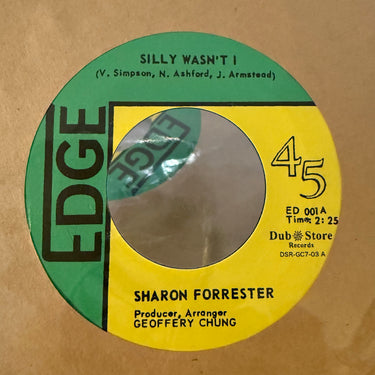 SILLY WASN'T I
(V. Simpson, N. Ashford, J. Armstead)
EDGE
EDGE
45
ED 001A
Time: 2:25
Dub Store
Records
DSR-GC7-03 A
SHARON FORRESTER
Producer, Arranger
GEOFFERY CHUNG